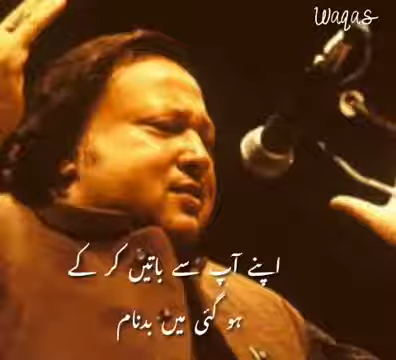 Waqas
اپنے آپ سے باتیں کر کے
ہو گئی میں بدنام